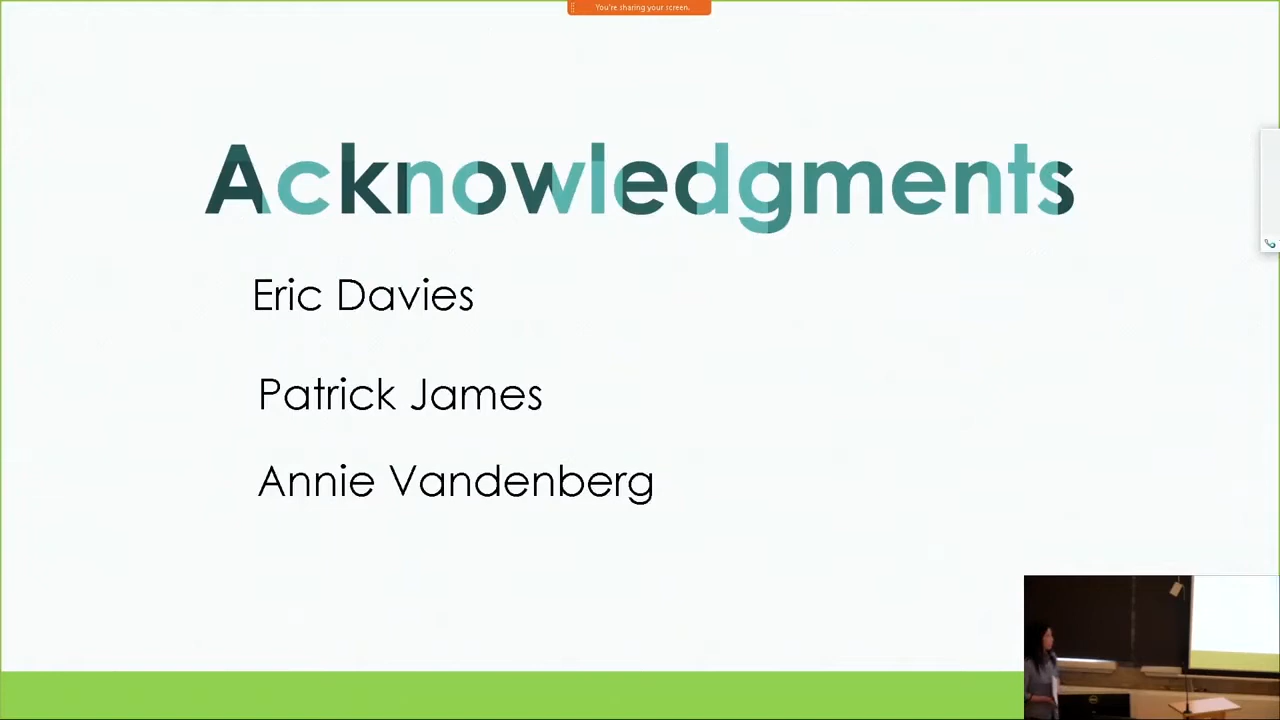 You're sharing your screen.
Acknowledgments
Eric Davies
Patrick James
Annie Vandenberg